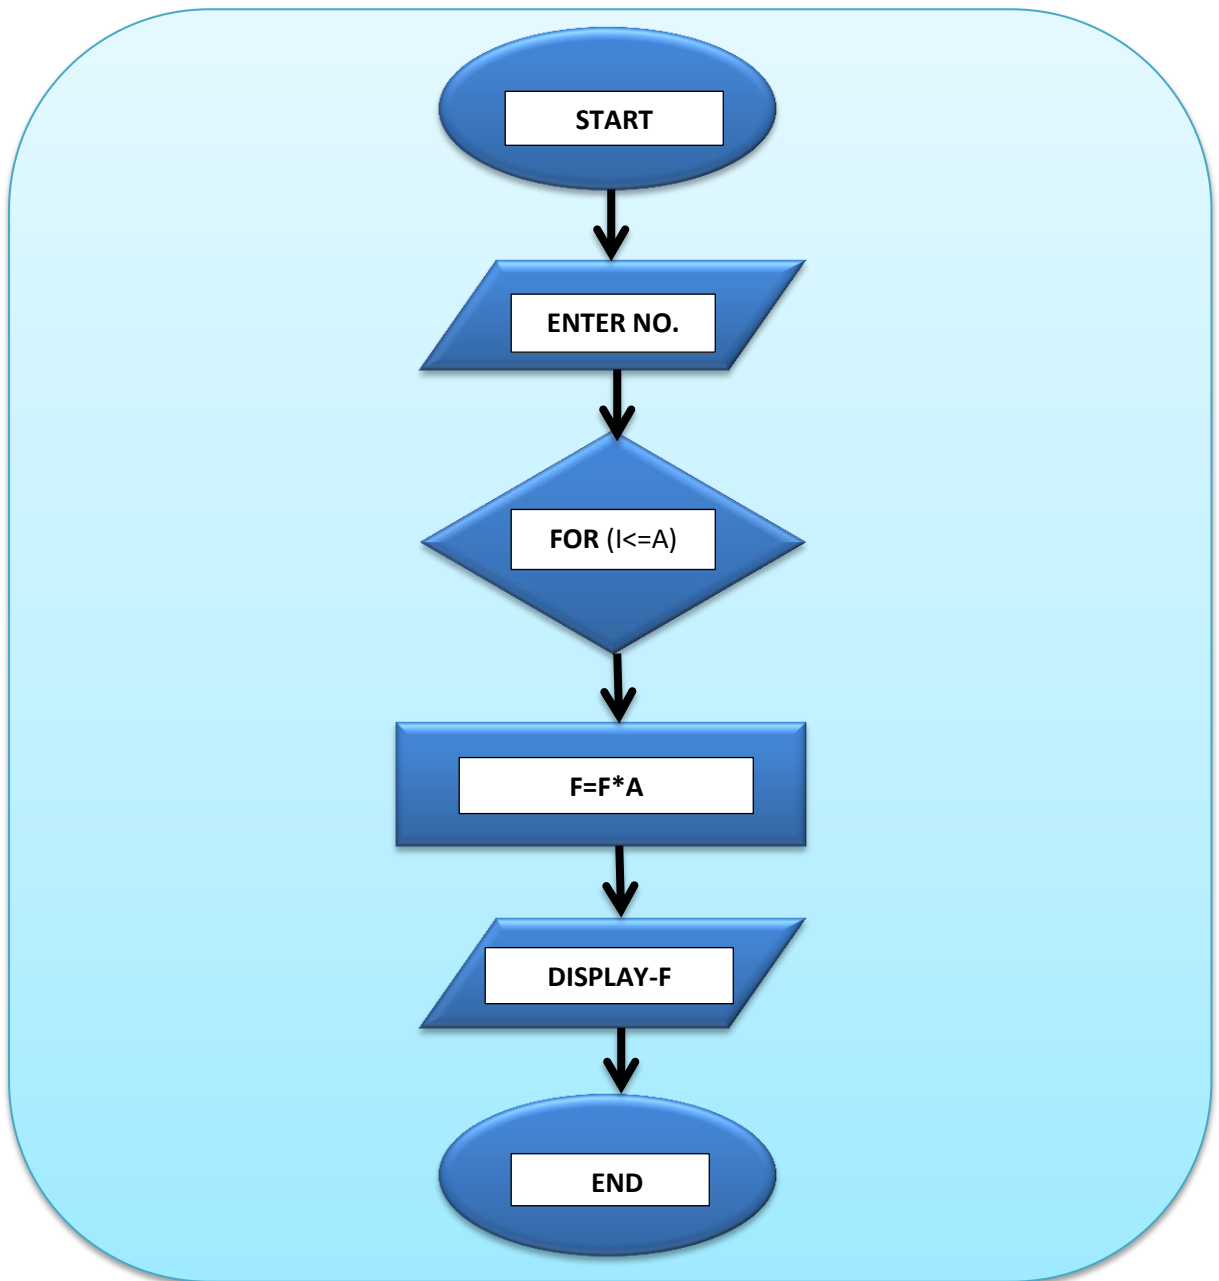 START
ENTER NO.
FOR (I<=A)
F=F*A
DISPLAY-F
END